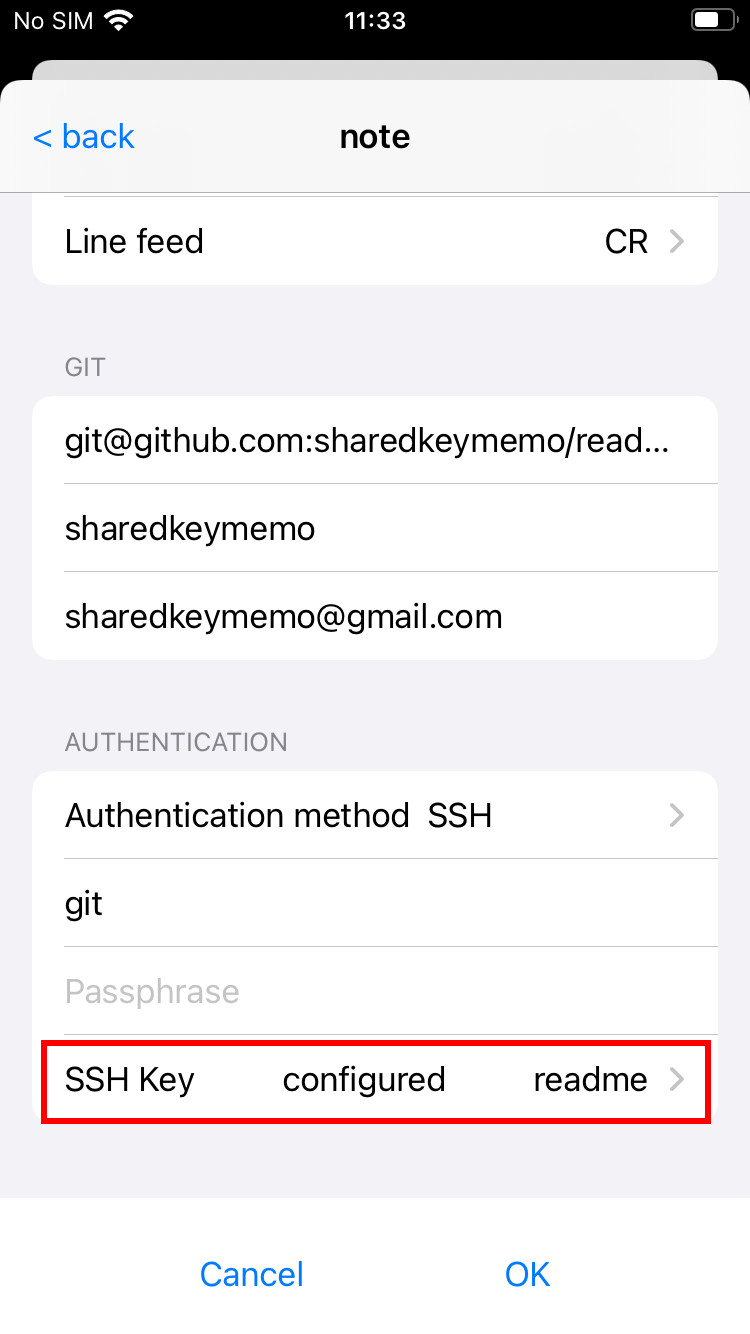 No SIM 11:33
< back note
Line feed CR
GIT
git@github.com:sharedkeymemo/read...
sharedkeymemo
sharedkeymemo@gmail.com
AUTHENTICATION
Authentication method SSH
git
Passphrase
SSH Key configured readme
Cancel OK